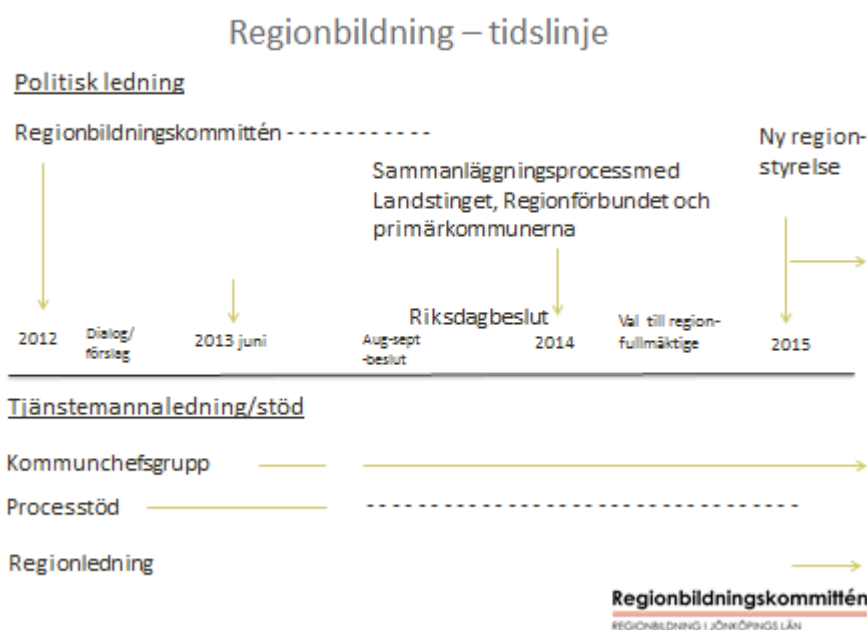 Regionbildning – tidslinje
Politisk ledning
Regionbildningskommittén
Ny region-
styrelse
Sammanläggningsprocessmed
Landstinget, Regionförbundet och
primärkommunerna
Riksdagbeslut
2012
Dialog/
förslag
2013 juni
Aug-sept
-beslut
2014
Val till region-
fullmäktige
2015
Tjänstemannaledning/stöd
Kommunchefsgrupp
Processtöd
Regionledning
Regionbildningskommittén
REGIONBILDNING I JÖNKÖPINGS LÄN